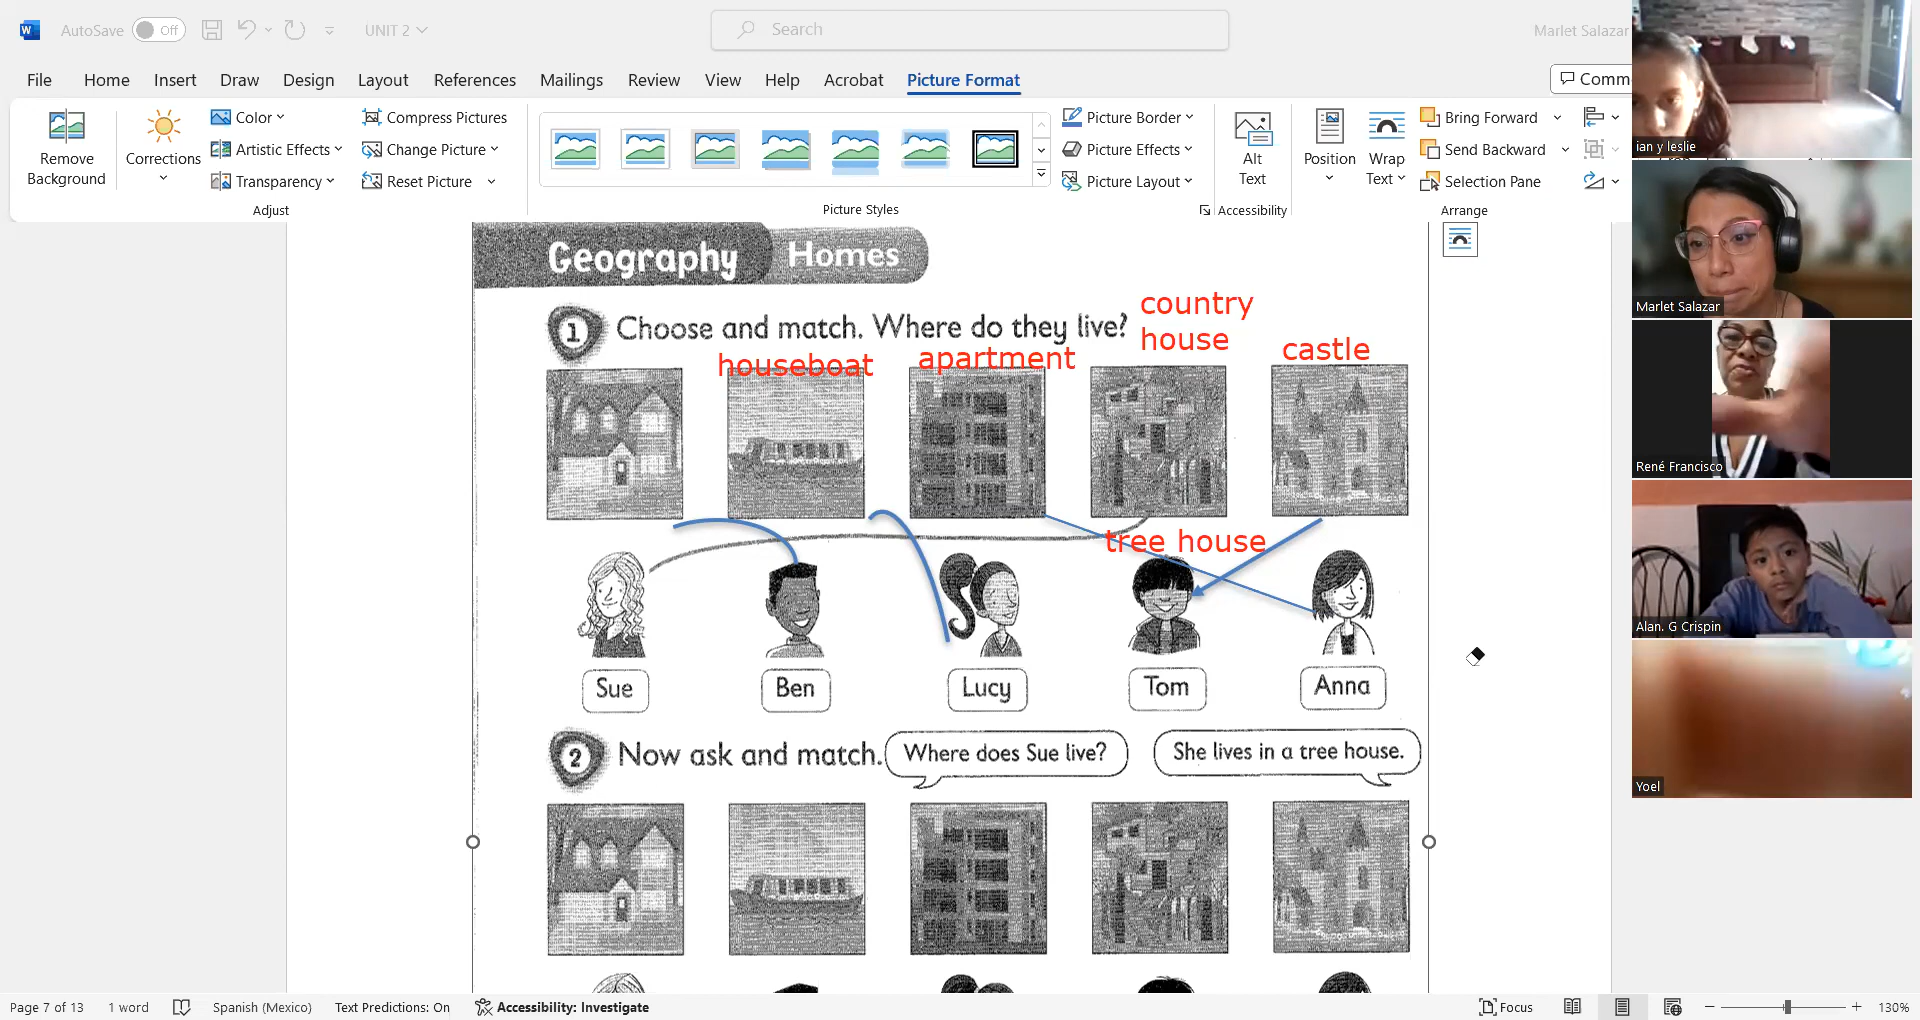 AutoSave Off UNIT 2 Search Marlet Salazar
File Home Insert Draw Design Layout References Mailings Review View Help Acrobat Picture Format Comm
Remove Background
Corrections
Color
Artistic Effects
Transparency
Compress Pictures
Change Picture
Reset Picture
Adjust
Picture Styles
Picture Border
Picture Effects
Picture Layout
Alt Text
Accessibility
Position
Wrap Text
Bring Forward
Send Backward
Selection Pane
Arrange
ian y leslie
Marlet Salazar
René Francisco
Alan. G Crispin
Yoel
Geography Homes
1 Choose and match. Where do they live?
country
house
houseboat apartment castle
tree house
Sue Ben Lucy Tom Anna
2 Now ask and match. Where does Sue live? She lives in a tree house.
Page 7 of 13 1 word Spanish (Mexico) Text Predictions: On Accessibility: Investigate Focus 130%